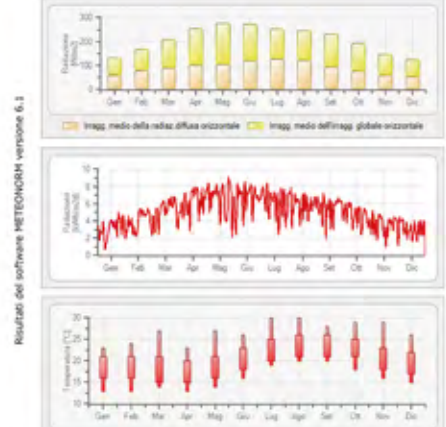 Risultati del software METEONORM versione 6.1
300
200
100
0
Radiazione
Gen Feb Mar Apr Mag Giu Lug Ago Set Ott Nov Dic
Irragg. medio della radiaz. diffusa orizzontale Irragg. medio dell'irragg. globale orizzontale
10
8
6
4
2
0
Radiazione
Gen Feb Mar Apr Mag Giu Lug Ago Set Ott Nov Dic
30
25
20
15
10
Temperatura [°C]
Gen Feb Mar Apr Mag Giu Lug Ago Set Ott Nov Dic